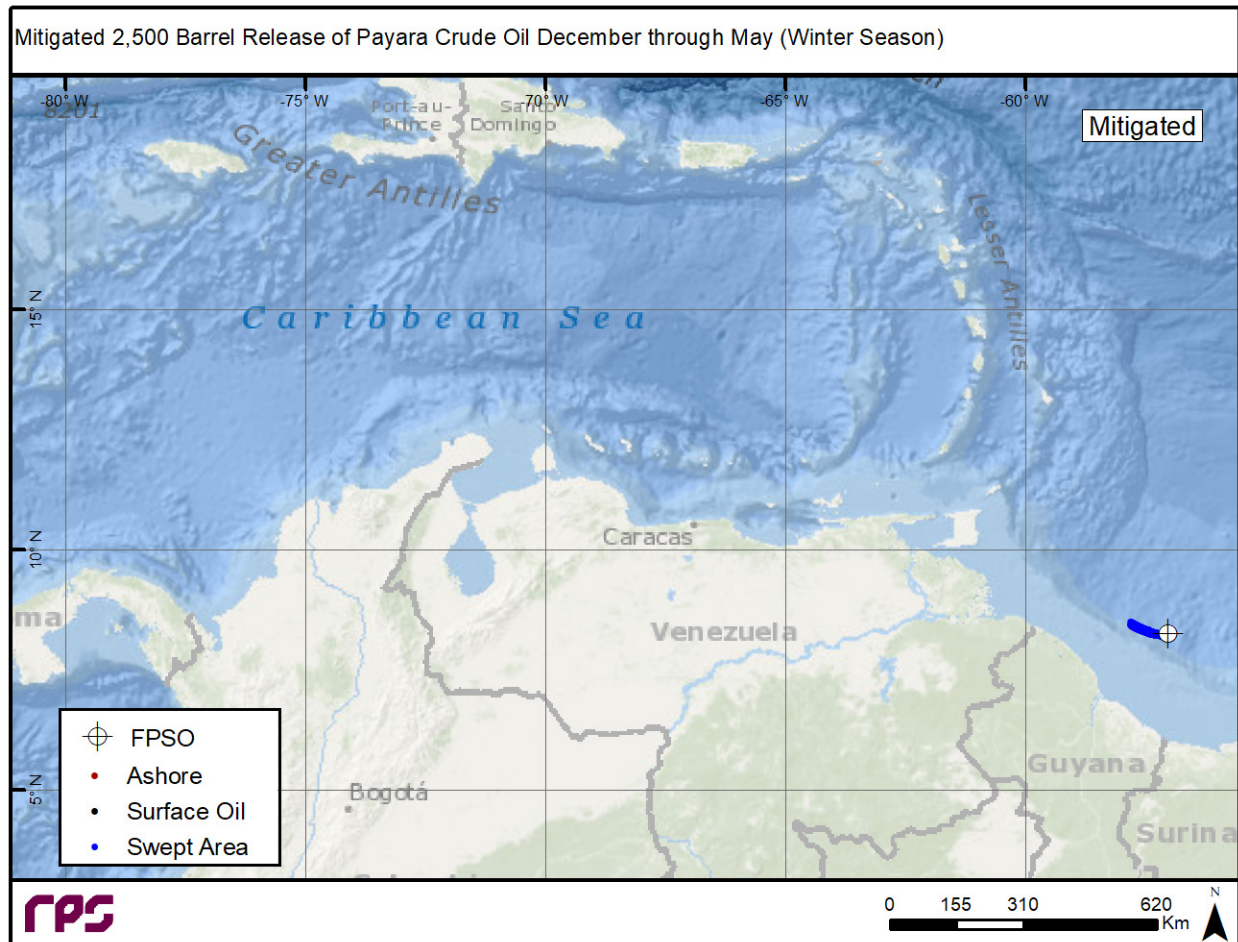 Mitigated 2,500 Barrel Release of Payara Crude Oil December through May (Winter Season)
-80° W
-75° W
-70° W
-65° W
-60° W
8201
Port-au-
Prince
Santo
Domingo
Mitigated
Greater Antilles
Lesser Antilles
15° N
Caribbean Sea
10° N
Caracas
ma
Venezuela
FPSO
Ashore
Surface Oil
Swept Area
5° N
Bogotá
Guyana
Surina
rps
0 155 310 620
Km
N